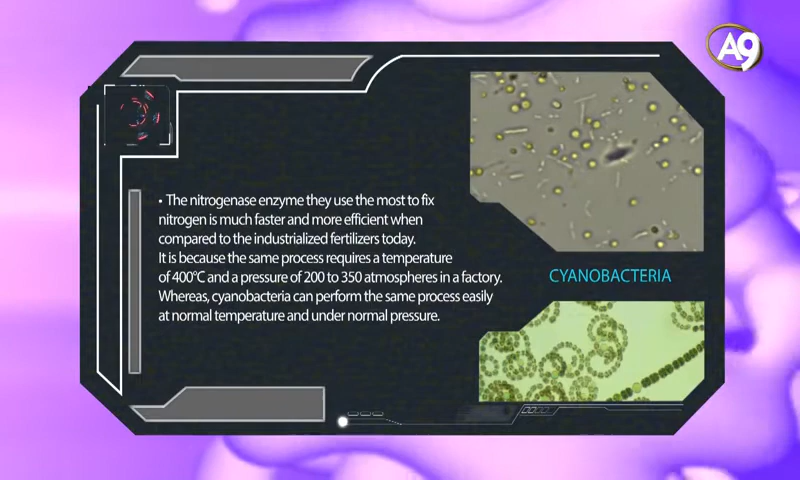 A9
• The nitrogenase enzyme they use the most to fix
nitrogen is much faster and more efficient when
compared to the industrialized fertilizers today.
It is because the same process requires a temperature
of 400°C and a pressure of 200 to 350 atmospheres in a factory.
Whereas, cyanobacteria can perform the same process easily
at normal temperature and under normal pressure.
CYANOBACTERIA